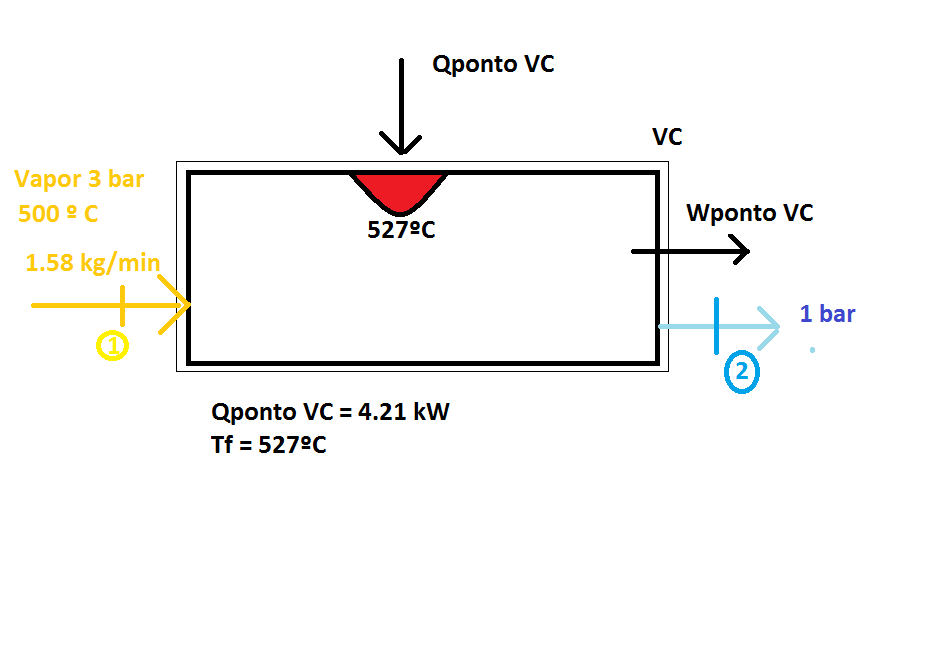 Qponto VC
VC
Vapor 3 bar
500 º C
Wponto VC
527ºC
1.58 kg/min
1 bar
1
2
Qponto VC = 4.21 kW
Tf = 527ºC